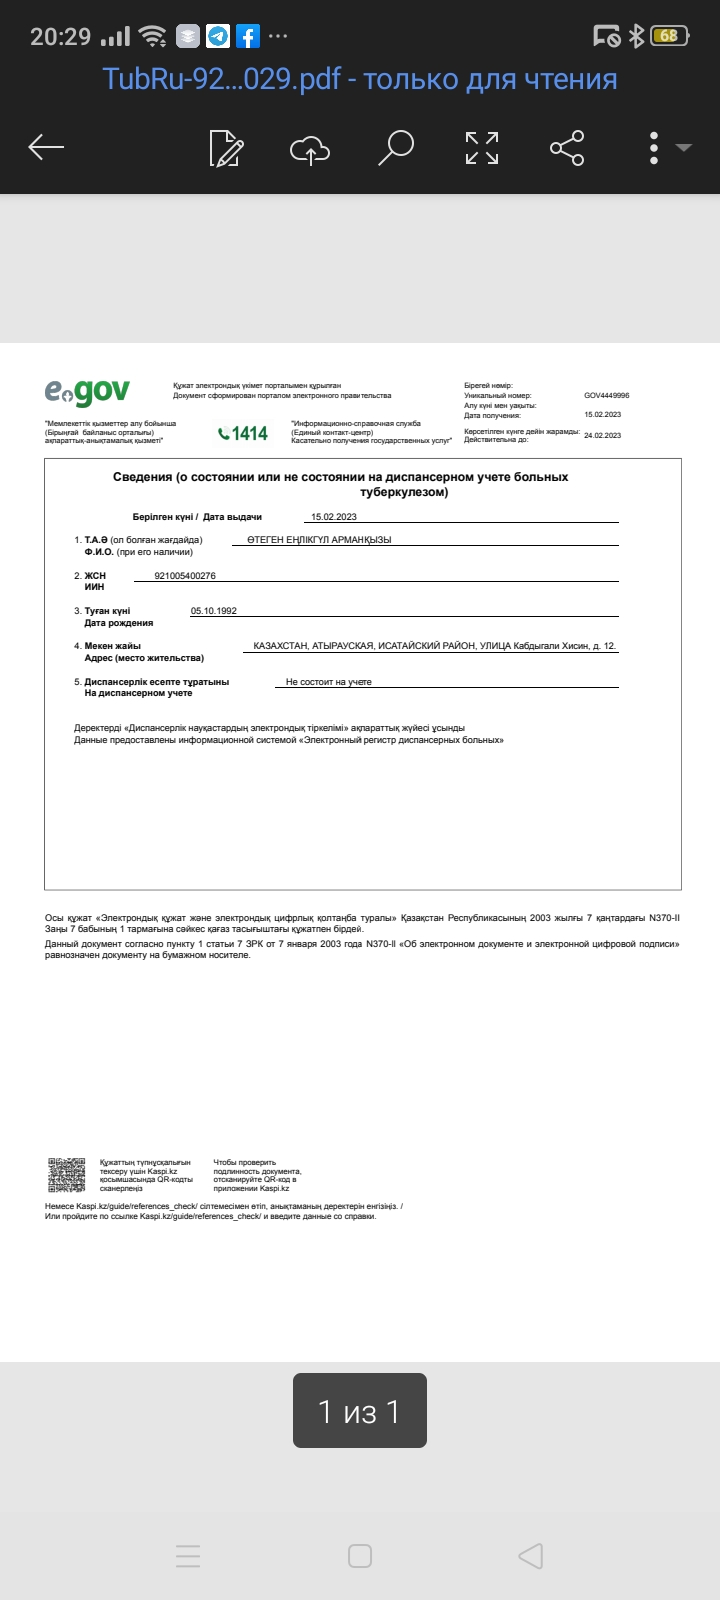 20:29
68
TubRu-92...029.pdf - только для чтения
e.gov
Құжат электрондық үкімет порталымен құрылған
Документ сформирован порталом электронного правительства
Бірегей нөмір:
Уникальный номер: GOV4449996
Алу күні мен уақыты:
Дата получения: 15.02.2023
Көрсетілген күнге дейін жарамды: 24.02.2023
Действительна до:
"Мемлекеттік қызметтер алу бойынша
(Бірыңғай байланыс орталығы)
ақпараттық-анықтамалық қызметі"
1414
"Информационно-справочная служба
(Единый контакт-центр)
Касательно получения государственных услуг"
Сведения (о состоянии или не состоянии на диспансерном учете больных
туберкулезом)
Берілген күні / Дата выдачи 15.02.2023
1. Т.А.Ә (ол болған жағдайда) ӨТЕГЕН ЕҢЛІКГҮЛ АРМАНҚЫЗЫ
Ф.И.О. (при его наличии)
2. ЖСН 921005400276
ИИН
3. Туған күні 05.10.1992
Дата рождения
4. Мекен жайы КАЗАХСТАН, АТЫРАУСКАЯ, ИСАТАЙСКИЙ РАЙОН, УЛИЦА Кабдыгали Хисин, д. 12.
Адрес (место жительства)
5. Диспансерлік есепте тұратыны Не состоит на учете
На диспансерном учете
Деректерді «Диспансерлік науқастардың электрондық тіркелімі» ақпараттық жүйесі ұсынды
Данные предоставлены информационной системой «Электронный регистр диспансерных больных»
Осы құжат «Электрондық құжат және электрондық цифрлық қолтаңба туралы» Қазақстан Республикасының 2003 жылғы 7 қаңтардағы N370-II
Заңы 7 бабының 1 тармағына сәйкес қағаз тасығыштағы құжатпен бірдей.
Данный документ согласно пункту 1 статьи 7 ЗРК от 7 января 2003 года N370-II «Об электронном документе и электронной цифровой подписи»
равнозначен документу на бумажном носителе.
Құжаттың түпнұсқалығын
тексеру үшін Kaspi.kz
қосымшасында QR-кодты
сканерлеңіз
Чтобы проверить
подлинность документа,
отсканируйте QR-код в
приложении Kaspi.kz
Немесе Kaspi.kz/guide/references_check/ сілтемесімен өтіп, анықтаманың деректерін енгізіңіз. /
Или пройдите по ссылке Kaspi.kz/guide/references_check/ и введите данные со справки.
1 из 1